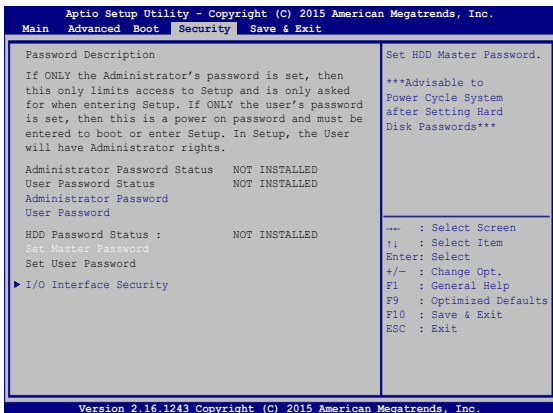 Aptio Setup Utility - Copyright (C) 2015 American Megatrends, Inc.
Main Advanced Boot Security Save & Exit
Password Description
If ONLY the Administrator's password is set, then
this only limits access to Setup and is only asked
for when entering Setup. If ONLY the user's password
is set, then this is a power on password and must be
entered to boot or enter Setup. In Setup, the User
will have Administrator rights.
Administrator Password Status NOT INSTALLED
User Password Status NOT INSTALLED
Administrator Password
User Password
HDD Password Status : NOT INSTALLED
Set Master Password
Set User Password
► I/O Interface Security
Set HDD Master Password.
***Advisable to
Power Cycle System
after Setting Hard
Disk Passwords***
→← : Select Screen
↑↓ : Select Item
Enter: Select
+/— : Change Opt.
F1 : General Help
F9 : Optimized Defaults
F10 : Save & Exit
ESC : Exit
Version 2.16.1243 Copyright (C) 2015 American Megatrends, Inc.